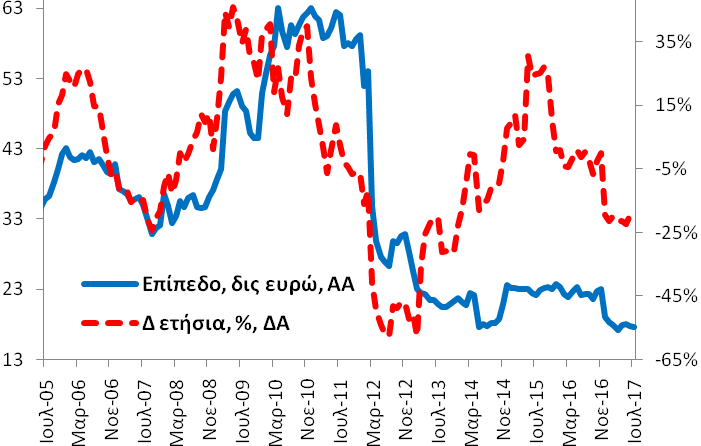 63
53
43
33
23
13
35%
15%
-5%
-25%
-45%
-65%
Επίπεδο, δις ευρώ, ΑΑ
Δ ετήσια, %, ΔΑ
Ιουλ-05
Μαρ-06
Νοε-06
Ιουλ-07
Μαρ-08
Νοε-08
Ιουλ-09
Μαρ-10
Νοε-10
Ιουλ-11
Μαρ-12
Νοε-12
Ιουλ-13
Μαρ-14
Νοε-14
Ιουλ-15
Μαρ-16
Νοε-16
Ιουλ-17